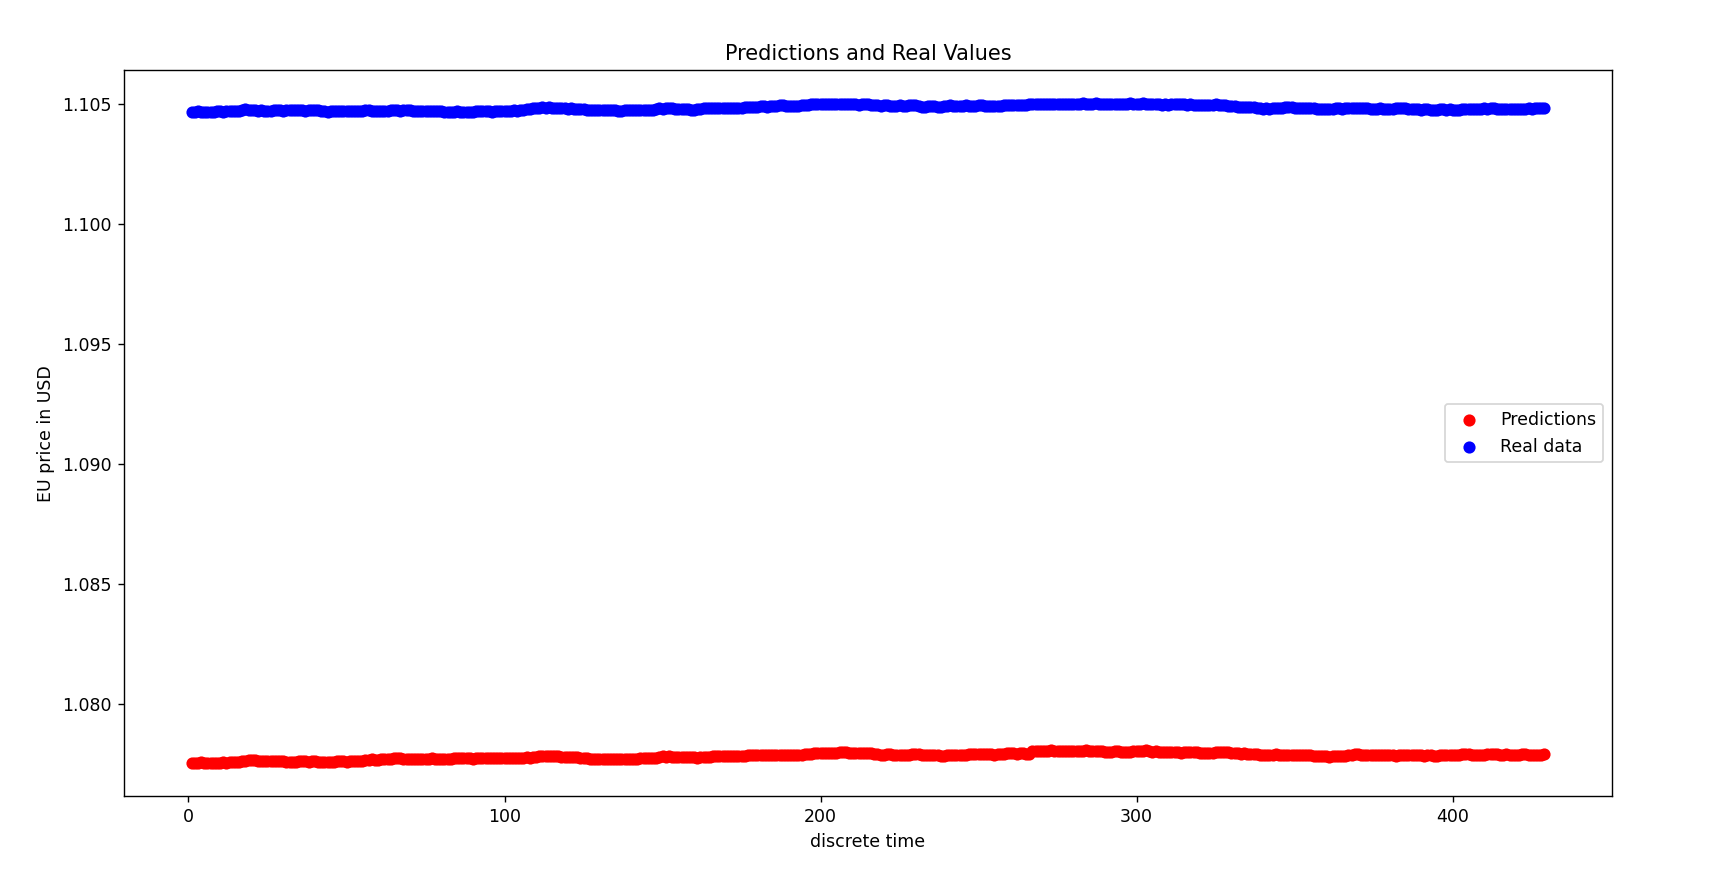 Predictions and Real Values
1.105
1.100
1.095
1.090
1.085
1.080
EU price in USD
Predictions
Real data
0
100
200
300
400
discrete time